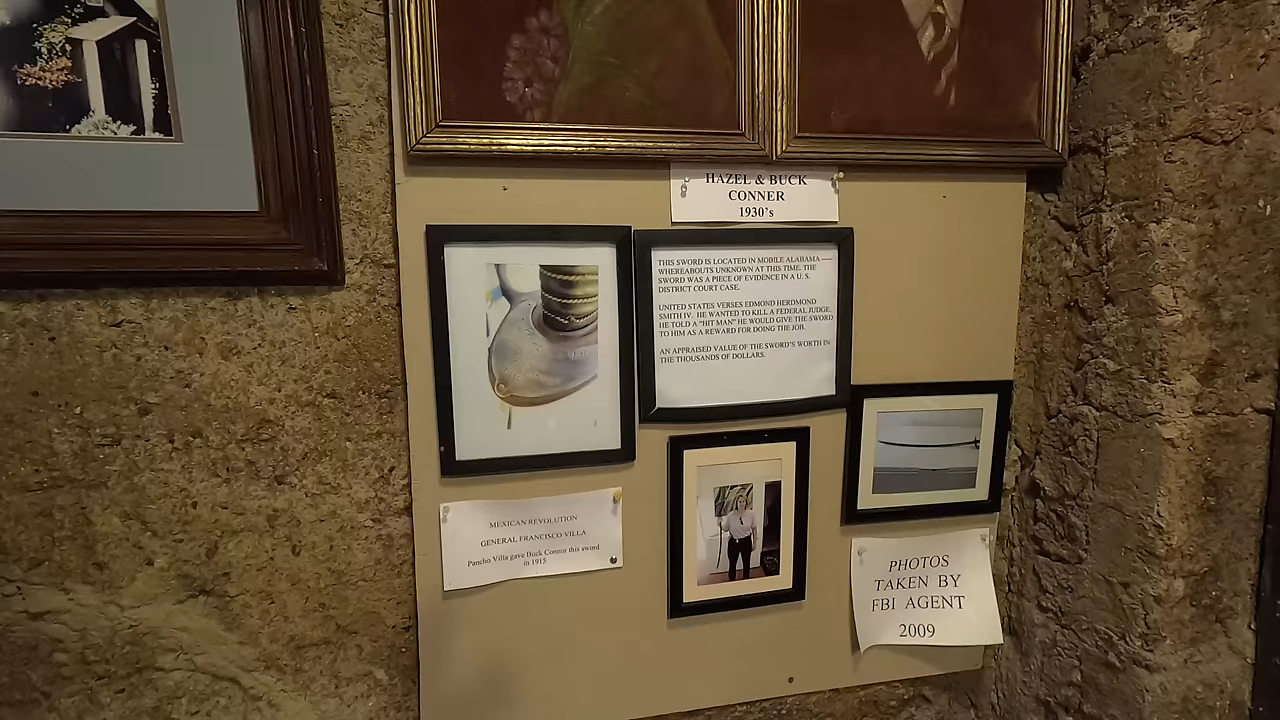 HAZEL & BUCK
CONNER
1930's
THIS SWORD IS LOCATED IN MOBILE ALABAMA —
WHEREABOUTS UNKNOWN AT THIS TIME. THE
SWORD WAS A PIECE OF EVIDENCE IN A U. S.
DISTRICT COURT CASE.
UNITED STATES VERSES EDMOND HERDMOND
SMITH IV. HE WANTED TO KILL A FEDERAL JUDGE.
HE TOLD A "HIT MAN" HE WOULD GIVE THE SWORD
TO HIM AS A REWARD FOR DOING THE JOB.
AN APPRAISED VALUE OF THE SWORD'S WORTH IN
THE THOUSANDS OF DOLLARS.
MEXICAN REVOLUTION
GENERAL FRANCISCO VILLA
Pancho Villa gave Buck Connor this sword
in 1915
PHOTOS
TAKEN BY
FBI AGENT
2009